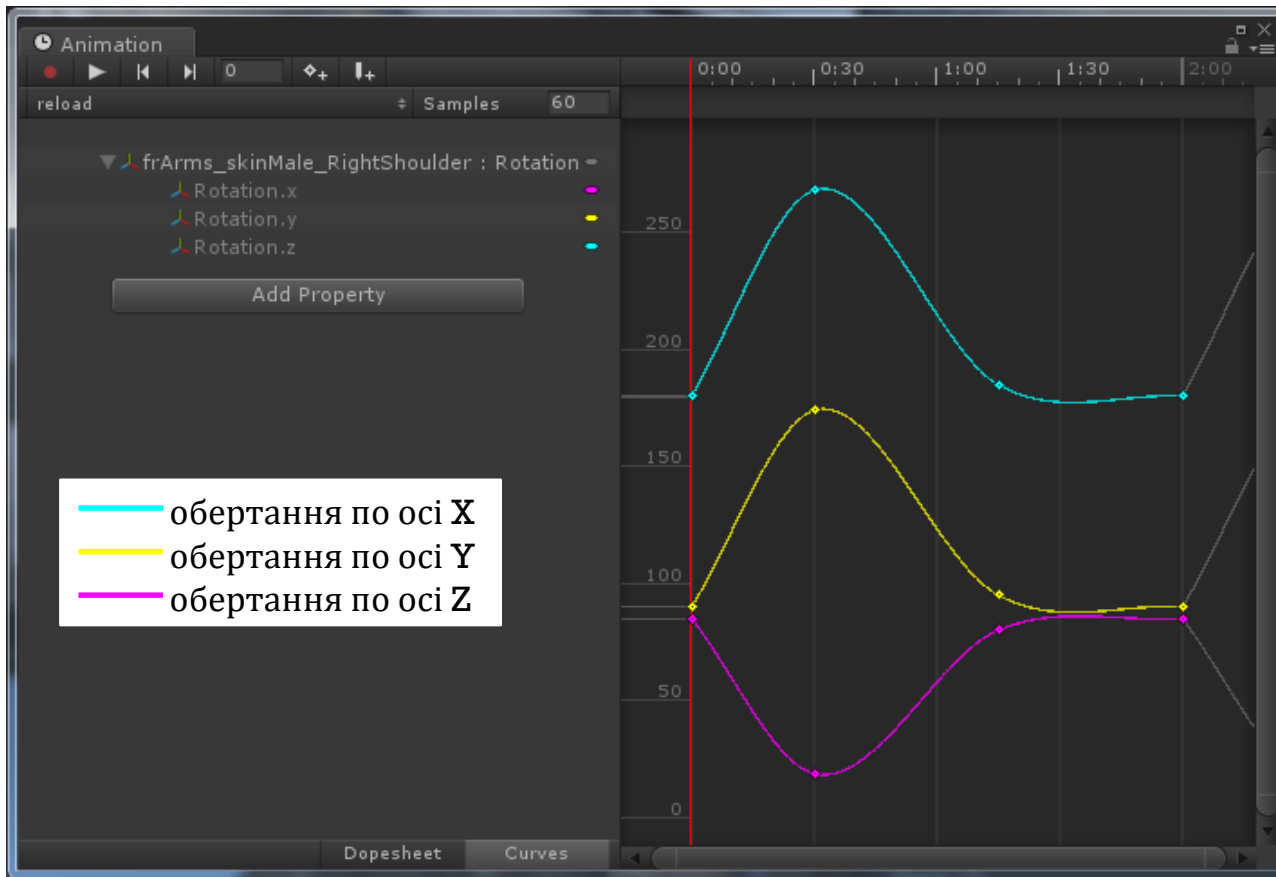 Animation
0
0:00 0:30 1:00 1:30 2:00
reload Samples 60
frArms_skinMale_RightShoulder : Rotation
Rotation.x
Rotation.y
Rotation.z
Add Property
250
200
150
100
50
0
обертання по осі X
обертання по осі Y
обертання по осі Z
Dopesheet Curves